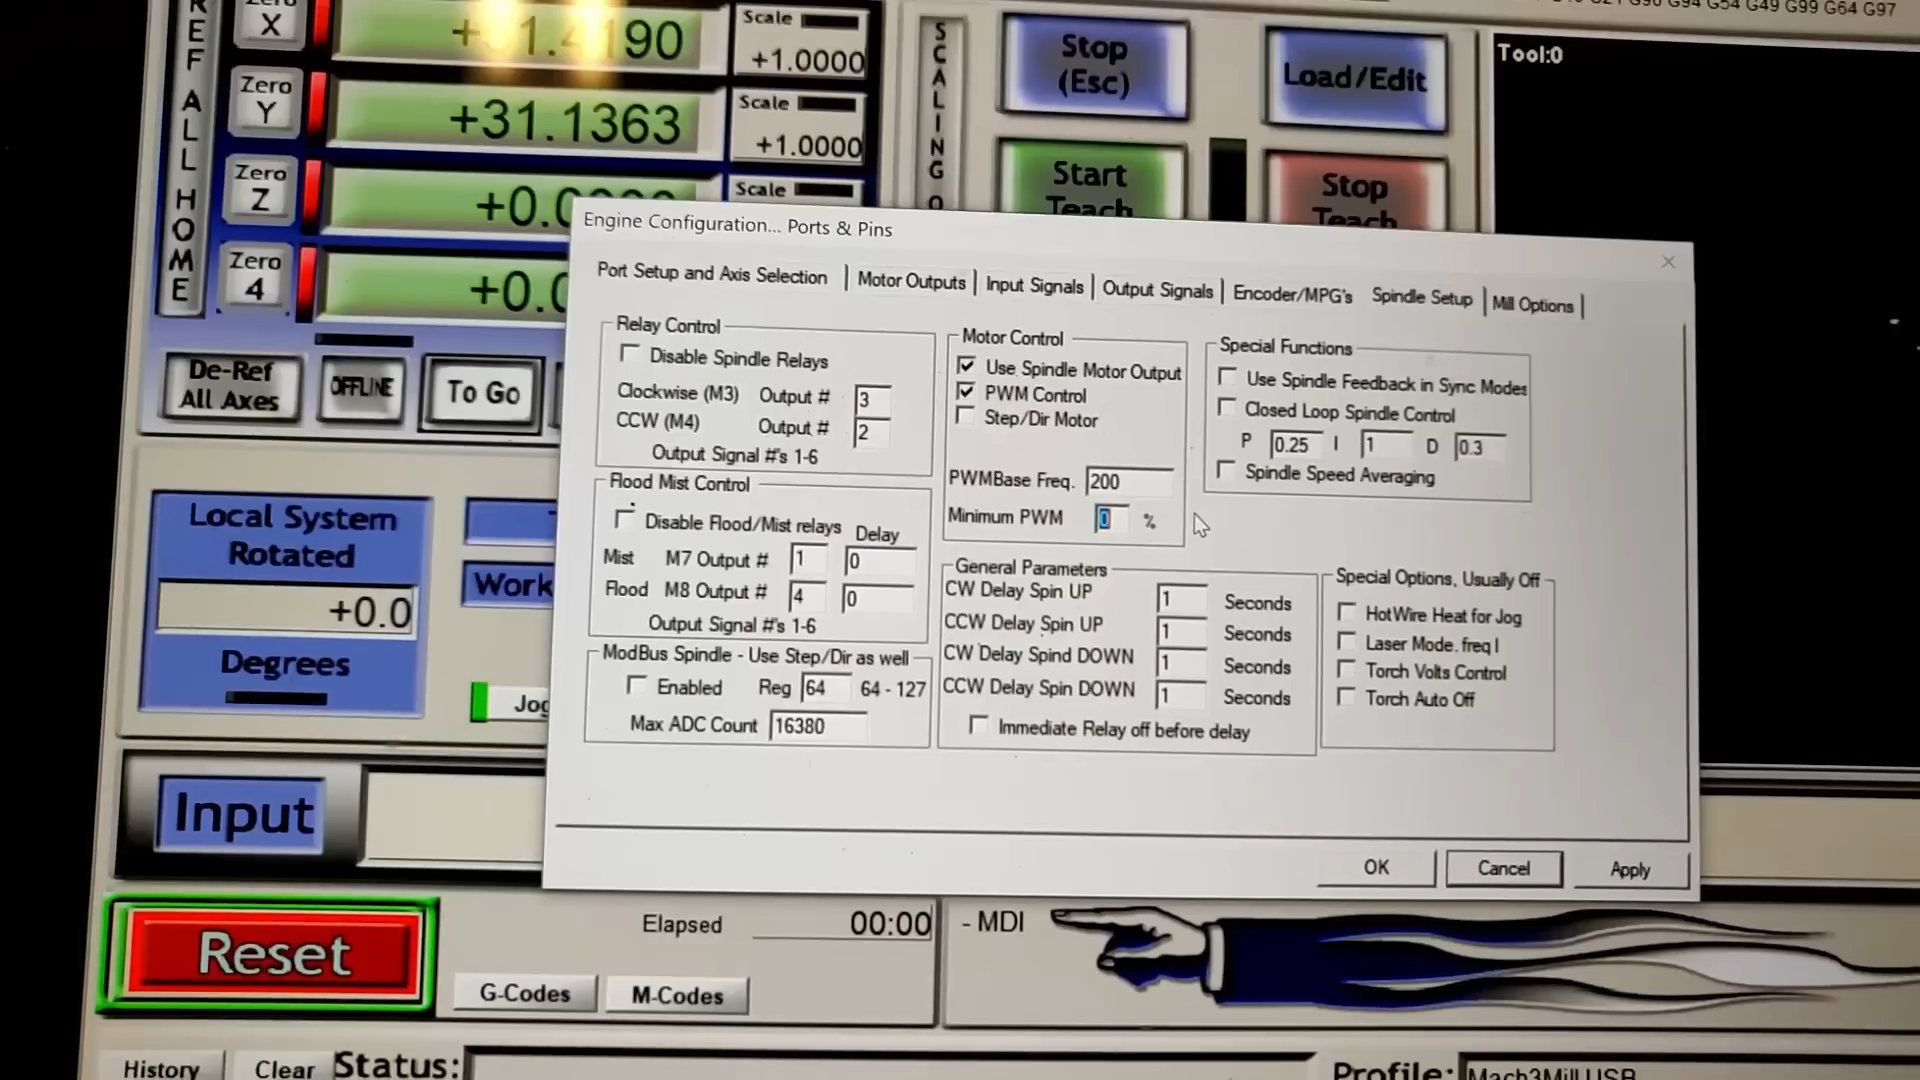 G90 G94 G54 G49 G99 G64 G97
REF ALL HOME
Zero
X
190
Scale
+1.0000
Zero
Y
+31.1363
Scale
+1.0000
Zero
Z
+0.0
Scale
Zero
4
+0.0
SCALING
Stop
(Esc)
Load/Edit
Tool:0
Start
Teach
Stop
Teach
De-Ref
All Axes
OFFLINE
To Go
Local System
Rotated
+0.0
Degrees
Work
Jog
Input
Engine Configuration... Ports & Pins
Port Setup and Axis Selection
Motor Outputs
Input Signals
Output Signals
Encoder/MPG's
Spindle Setup
Mill Options
Relay Control
Disable Spindle Relays
Clockwise (M3) Output # 3
CCW (M4) Output # 2
Output Signal #'s 1-6
Flood Mist Control
Disable Flood/Mist relays Delay
Mist M7 Output # 1 0
Flood M8 Output # 4 0
Output Signal #'s 1-6
ModBus Spindle - Use Step/Dir as well
Enabled Reg 64 64 - 127
Max ADC Count 16380
Motor Control
Use Spindle Motor Output
PWM Control
Step/Dir Motor
PWMBase Freq. 200
Minimum PWM 0 %
General Parameters
CW Delay Spin UP 1 Seconds
CCW Delay Spin UP 1 Seconds
CW Delay Spind DOWN 1 Seconds
CCW Delay Spin DOWN 1 Seconds
Immediate Relay off before delay
Special Functions
Use Spindle Feedback in Sync Modes
Closed Loop Spindle Control
P 0.25 I 1 D 0.3
Spindle Speed Averaging
Special Options, Usually Off
HotWire Heat for Jog
Laser Mode. freq
Torch Volts Control
Torch Auto Off
OK
Cancel
Apply
Reset
Elapsed 00:00
G-Codes
M-Codes
- MDI
History
Clear
Status:
Profile: Mach3MillUSB